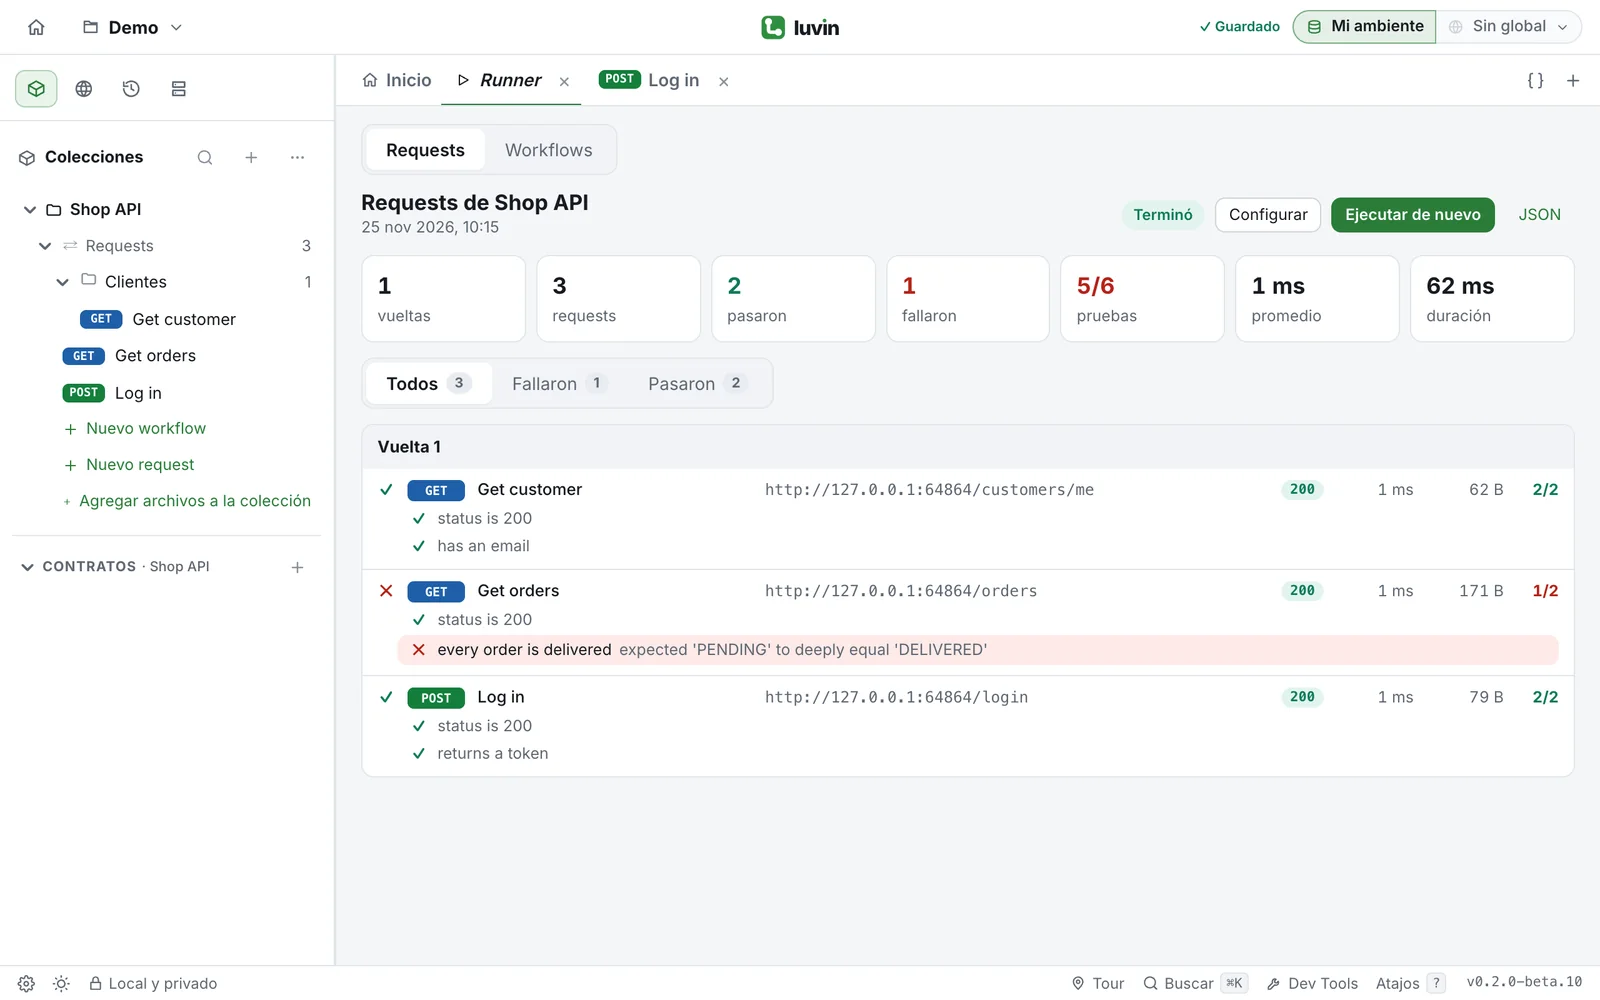 Demo
luvin
Guardado
Mi ambiente
Sin global
Inicio
Runner
POST Log in
{ }
Colecciones
Shop API
Requests 3
Clientes 1
GET Get customer
GET Get orders
POST Log in
+ Nuevo workflow
+ Nuevo request
+ Agregar archivos a la colección
CONTRATOS · Shop API
Requests Workflows
Requests de Shop API
25 nov 2026, 10:15
Terminó
Configurar
Ejecutar de nuevo
JSON
1
vueltas
3
requests
2
pasaron
1
fallaron
5/6
pruebas
1 ms
promedio
62 ms
duración
Todos 3 Fallaron 1 Pasaron 2
Vuelta 1
GET Get customer http://127.0.0.1:64864/customers/me 200 1 ms 62 B 2/2
status is 200
has an email
GET Get orders http://127.0.0.1:64864/orders 200 1 ms 171 B 1/2
status is 200
every order is delivered expected 'PENDING' to deeply equal 'DELIVERED'
POST Log in http://127.0.0.1:64864/login 200 1 ms 79 B 2/2
status is 200
returns a token
Local y privado
Tour
Buscar ⌘K
Dev Tools
Atajos ?
v0.2.0-beta.10